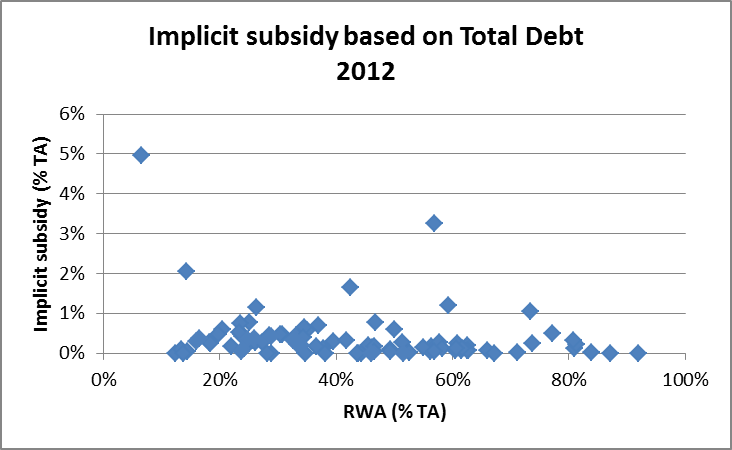 Implicit subsidy based on Total Debt
2012
6%
5%
4%
3%
2%
1%
0%
Implicit subsidy (% TA)
0% 20% 40% 60% 80% 100%
RWA (% TA)